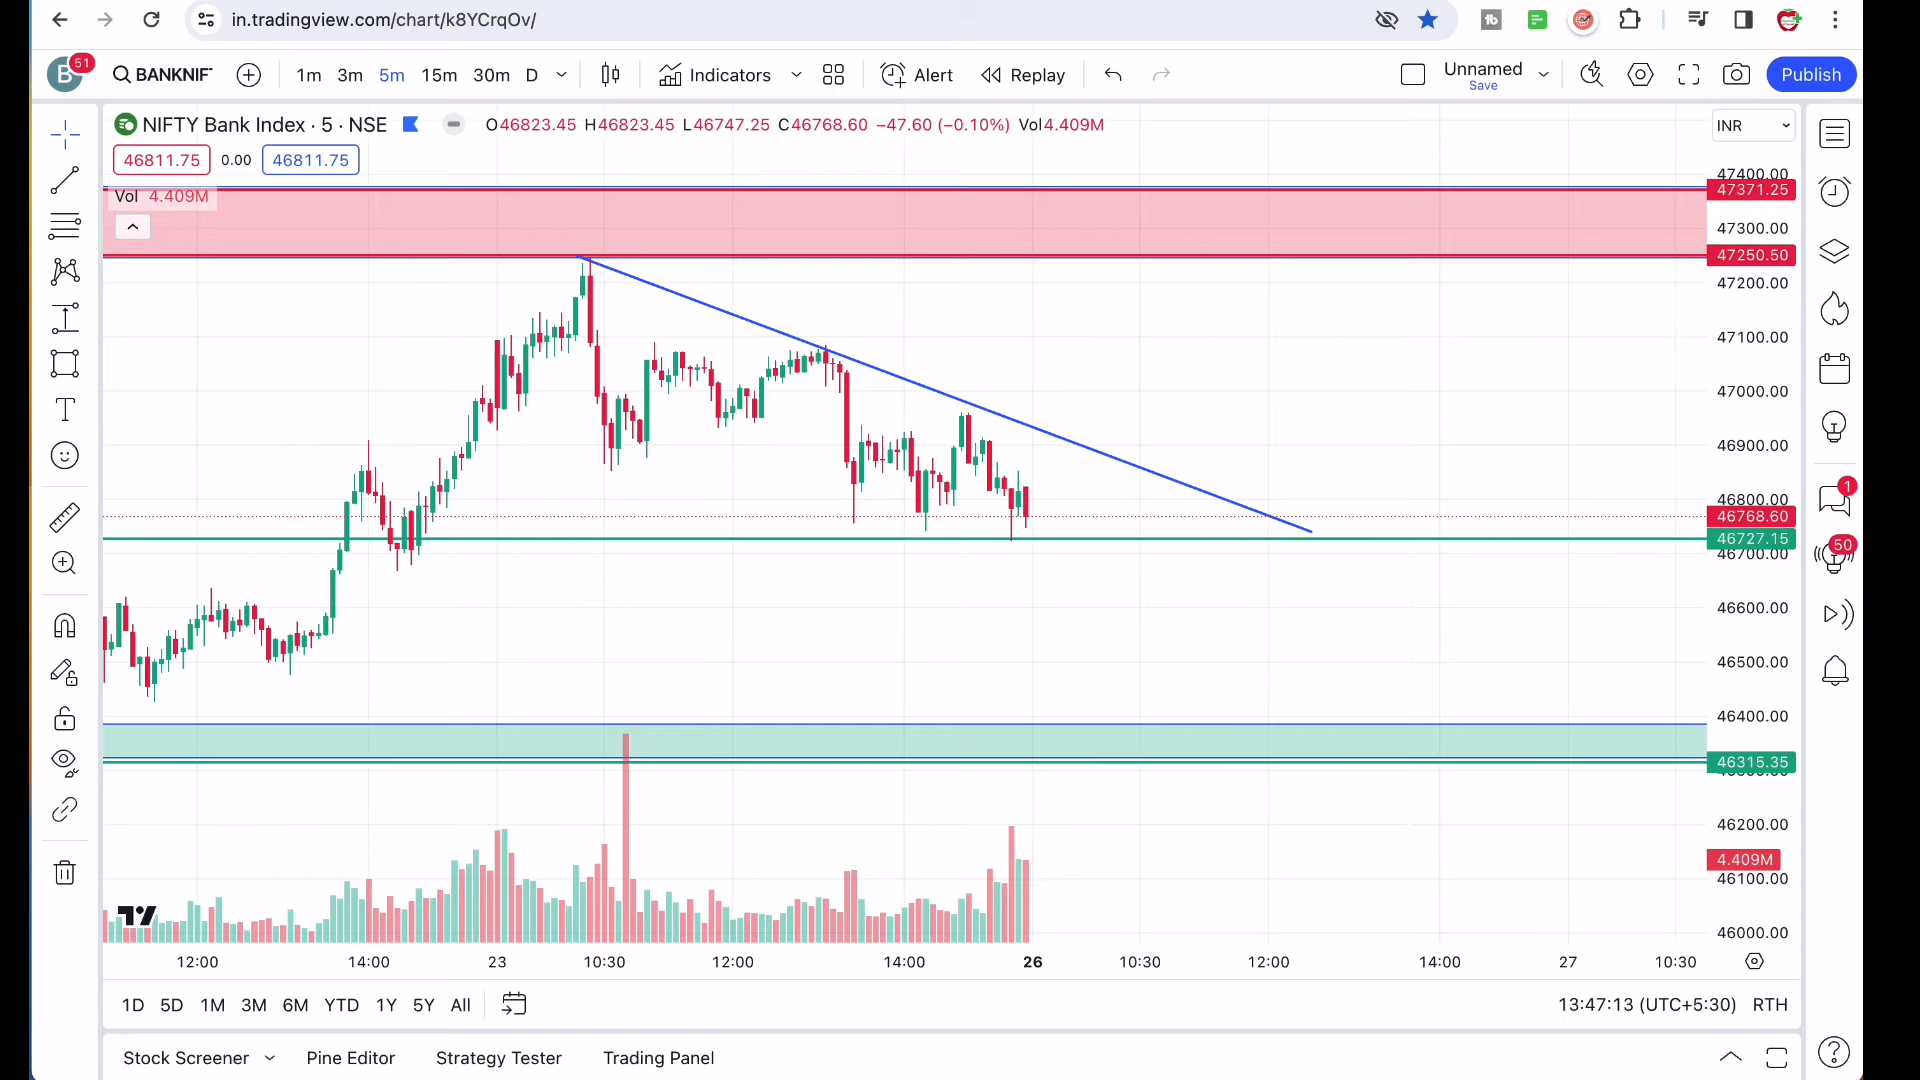 in.tradingview.com/chart/k8YCrqOv/
B 51 BANKNIF 1m 3m 5m 15m 30m D Indicators Alert Replay Unnamed Save Publish
NIFTY Bank Index · 5 · NSE O46823.45 H46823.45 L46747.25 C46768.60 −47.60 (−0.10%) Vol4.409M
INR
46811.75 0.00 46811.75
Vol 4.409M
47400.00
47371.25
47300.00
47250.50
47200.00
47100.00
47000.00
46900.00
46800.00
46768.60
46727.15
46700.00
46600.00
46500.00
46400.00
46315.35
46200.00
4.409M
46100.00
46000.00
1
50
12:00 14:00 23 10:30 12:00 14:00 26 10:30 12:00 14:00 27 10:30
1D 5D 1M 3M 6M YTD 1Y 5Y All 13:47:13 (UTC+5:30) RTH
Stock Screener Pine Editor Strategy Tester Trading Panel